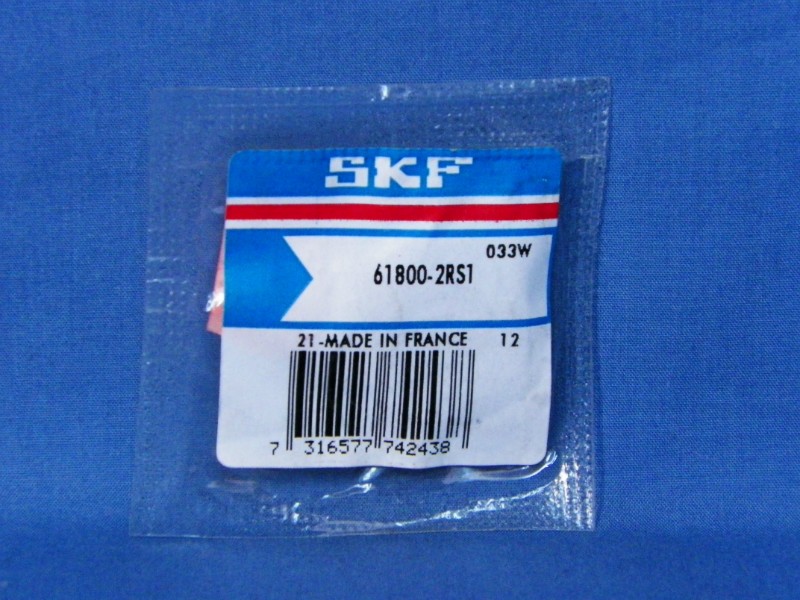 SKF
033W
61800-2RS1
21-MADE IN FRANCE 12
7 316577 742438